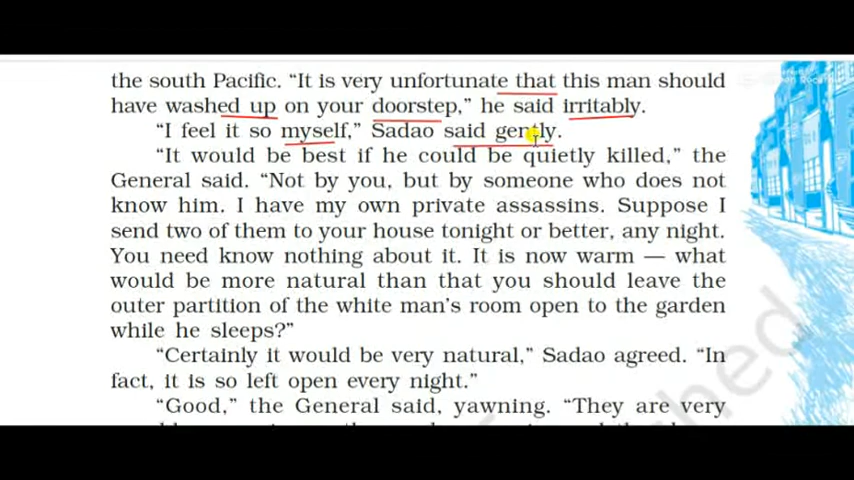 the south Pacific. “It is very unfortunate that this man should
have washed up on your doorstep,” he said irritably.
“I feel it so myself,” Sadao said gently.
“It would be best if he could be quietly killed,” the
General said. “Not by you, but by someone who does not
know him. I have my own private assassins. Suppose I
send two of them to your house tonight or better, any night.
You need know nothing about it. It is now warm — what
would be more natural than that you should leave the
outer partition of the white man’s room open to the garden
while he sleeps?”
“Certainly it would be very natural,” Sadao agreed. “In
fact, it is so left open every night.”
“Good,” the General said, yawning. “They are very